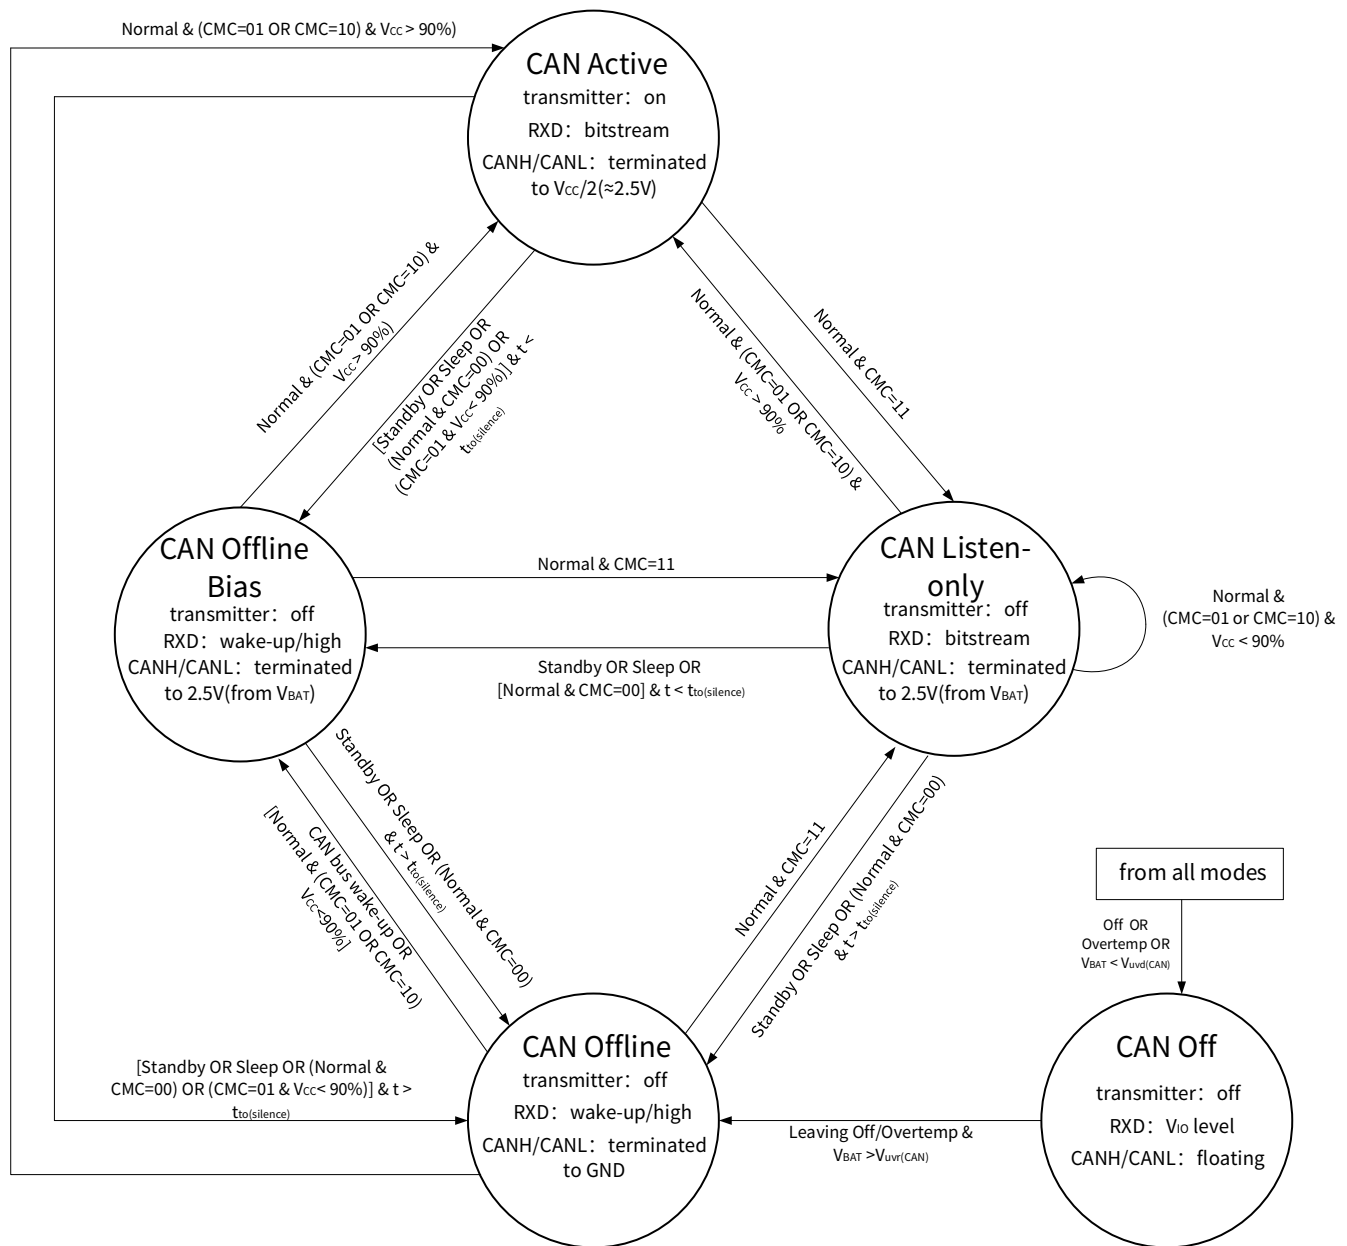 Normal & (CMC=01 OR CMC=10) & VCC > 90%)
CAN Active
transmitter：on
RXD：bitstream
CANH/CANL：terminated
to VCC/2(≈2.5V)
Normal & (CMC=01 OR CMC=10) &
VCC > 90%)
[Standby OR Sleep OR
(Normal & CMC=00) OR
(CMC=01 & VCC< 90%)] & t <
tto(silence)
Normal & (CMC=01 OR CMC=10) &
VCC > 90%
Normal & CMC=11
CAN Offline
Bias
transmitter：off
RXD：wake-up/high
CANH/CANL：terminated
to 2.5V(from VBAT)
Normal & CMC=11
Standby OR Sleep OR
[Normal & CMC=00] & t < tto(silence)
CAN Listen-
only
transmitter：off
RXD：bitstream
CANH/CANL：terminated
to 2.5V(from VBAT)
Normal &
(CMC=01 or CMC=10) &
VCC < 90%
Standby OR Sleep OR (Normal & CMC=00)
& t > tto(silence)
CAN bus wake-up OR
[Normal & (CMC=01 OR CMC=10)
VCC<90%]
Normal & CMC=11
Standby OR Sleep OR (Normal & CMC=00)
& t > tto(silence)
from all modes
Off OR
Overtemp OR
VBAT < Vuvd(CAN)
[Standby OR Sleep OR (Normal &
CMC=00) OR (CMC=01 & VCC< 90%)] & t >
tto(silence)
CAN Offline
transmitter：off
RXD：wake-up/high
CANH/CANL：terminated
to GND
Leaving Off/Overtemp &
VBAT >Vuvr(CAN)
CAN Off
transmitter：off
RXD：VIO level
CANH/CANL：floating